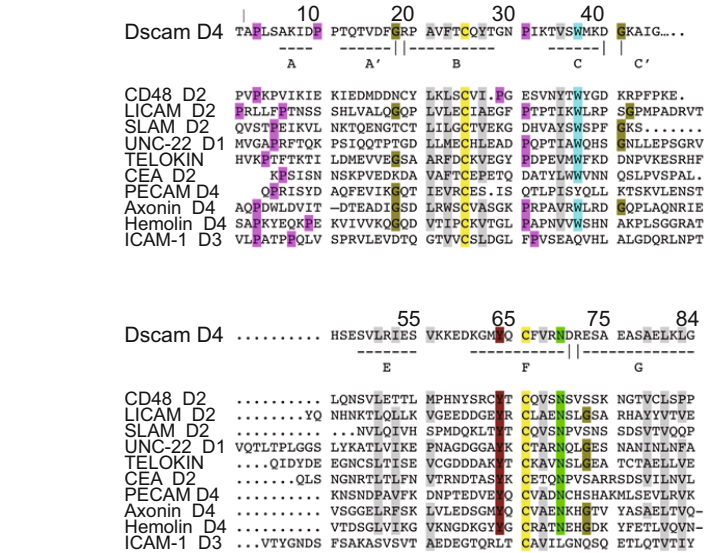 10 20 30 40
Dscam D4 TAPLSAKIDP PTQTVDFGRP AVFTCQYTGN PIKTVSWMKD GKAIG....
A A' B C C'
CD48 D2 PVPKPVIKIE KIEDMDDNCY LKLSCVI.PG ESVNYTWYGD KRPFPKE.
LICAM D2 PRLLFPTNSS SHLVALQGQP LVLECIAEGF PTPTIKWLRP SGPMPADRVT
SLAM D2 QVSTPEIKVL NKTQENGTCT LILGCTVEKG DHVAYSWSPF GKS.......
UNC-22 D1 MVGAPRFTQK PSIQQTPTGD LLMECHLEAD PQPTIAWQHS GNLLEPSGRV
TELOKIN HVKPTFTKTI LDMEVVEGSA ARFDCKVEGY PDPEVMWFKD DNPVKESRHF
CEA D2 KPSISN NSKPVEDKDA VAFTCEPETQ DATYLWWVNN QSLPVSPAL.
PECAM D4 PRISYD AQFEVIKGQT IEVRCES.IS QTLPISYQLL KTSKVLENST
Axonin D4 AQPDWLDVIT –DTEADIGSD LRWSCVASGK PRPAVRWLRD GQPLAQNRIE
Hemolin D4 SAPKYEQKPE KVIVVKQGQD VTIPCKVTGL PAPNVVWSHN AKPLSGGRAT
ICAM-1 D3 VLPATPPQLV SPRVLEVDTQ GTVVCSLDGL FPVSEAQVHL ALGDQRLNPT
55 65 75 84
Dscam D4 .......... HSESVLRIES VKKEDKGMYQ CFVRNDRESA EASAELKLG
E F G
CD48 D2 .......... LQNSVLETTL MPHNYSRCYT CQVSNSVSSK NGTVCLSPP
LICAM D2 ........YQ NHNKTLQLLK VGEEDDGEYR CLAENSLGSA RHAYYVTVE
SLAM D2 ..............NVLQIVH SPMDQKLTYT CSVSNPVSNS SDSVTVQQP
UNC-22 D1 VQTLTPLGGS LYKATLVIKE PNAGDGGAYK CTARNQLGES NANINLNFA
TELOKIN ....QIDYDE EGNCSLTISE VCGDDDAKYT CKAVNSLGEA TCTAELLVE
CEA D2 .......QLS NGNRTLTLFN VTRNDTASYK CETQNPVSARRSDSVILNVL
PECAM D4 .......... KNSNDPAVFK DNPTEDVEYQ CVADNCHSHAKMLSEVLRVK
Axonin D4 .......... VSGGELRFSK LVLEDSGMYQ CVAENKHGTV YASAELTVQ–
Hemolin D4 .......... VTDSGLVIKG VKNGDKGYYG CRATNEHGDK YFETLVQVN–
ICAM-1 D3 ...VTYGNDS FSAKASVSVT AEDEGTQRLT CAVILGNQSQ ETLQTVTIY